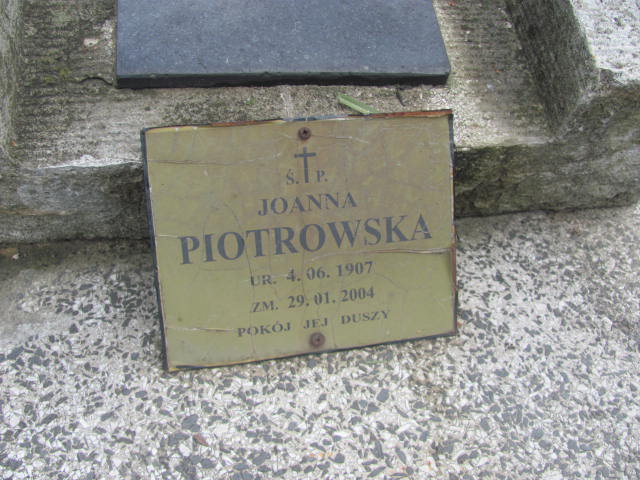 Ś. P.
JOANNA
PIOTROWSKA
UR. 4. 06. 1907
ZM. 29. 01. 2004
POKÓJ JEJ DUSZY